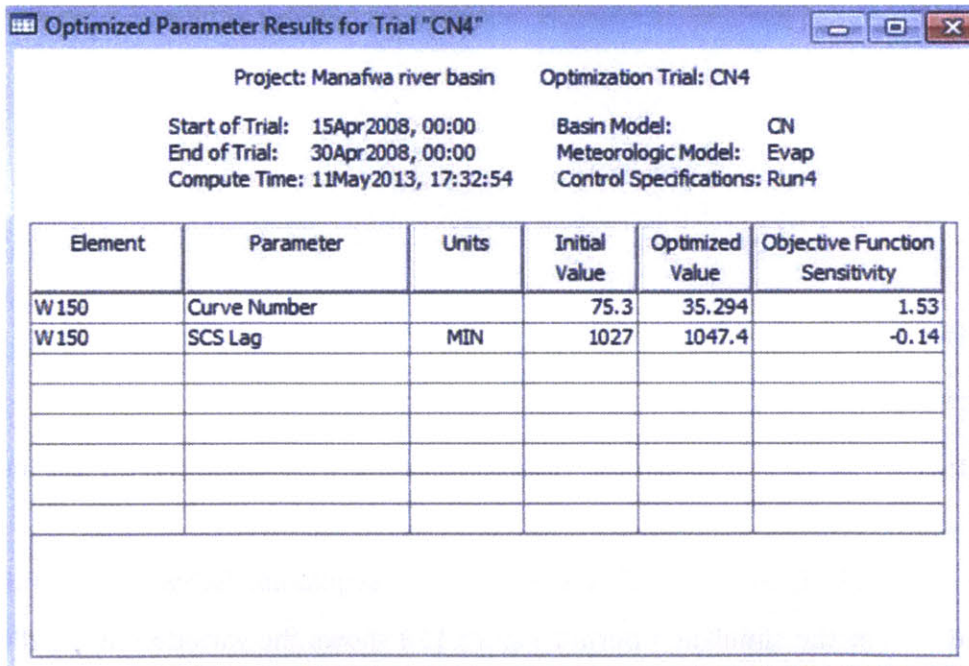 Optimized Parameter Results for Trial "CN4"
Project: Manafwa river basin Optimization Trial: CN4
Start of Trial: 15Apr2008, 00:00 Basin Model: CN
End of Trial: 30Apr2008, 00:00 Meteorologic Model: Evap
Compute Time: 11May2013, 17:32:54 Control Specifications: Run4
Element Parameter Units Initial Value Optimized Value Objective Function Sensitivity
W150 Curve Number 75.3 35.294 1.53
W150 SCS Lag MIN 1027 1047.4 -0.14